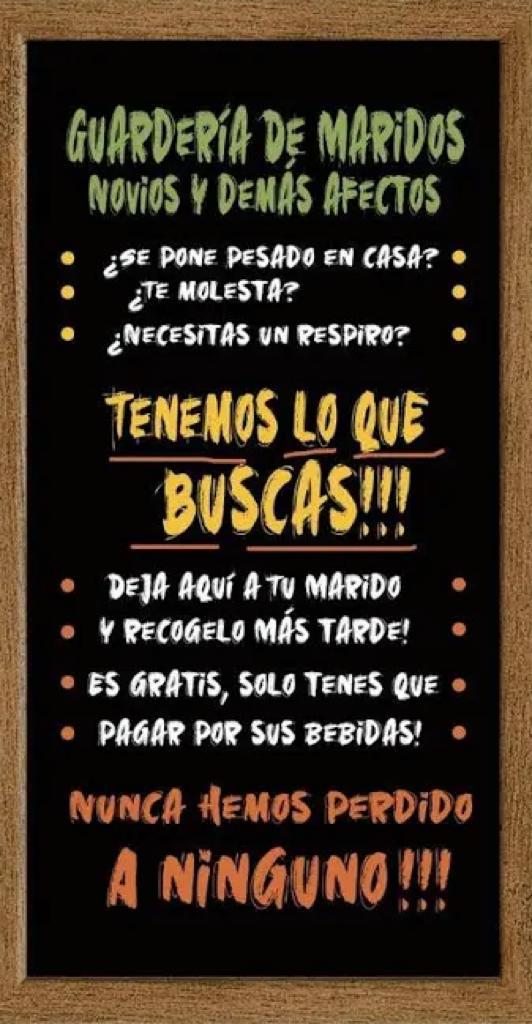 GUARDERÍA DE MARiDOS
NOViOS Y DEMÁS AFECTOS
¿SE PONE PESADO EN CASA?
¿TE MOLESTA?
¿NECESiTAS UN RESPiRO?
TENEMOS LO QUE
BUSCAS!!!
DEJA AQUÍ A TU MARiDO
Y RECOGELO MÁS TARDE!
ES GRATiS, SOLO TENES QUE
PAGAR POR SUS BEBiDAS!
NUNCA HEMOS PERDiDO
A NiNGUNO!!!